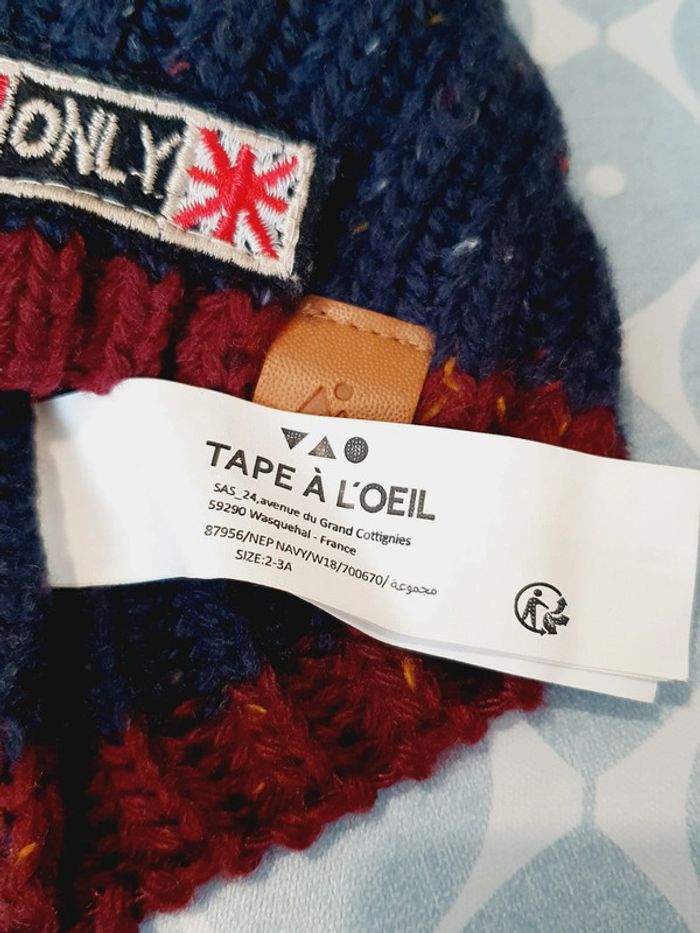 ONLY
TAPE À L'OEIL
SAS_24,avenue du Grand Cottignies
59290 Wasquehal - France
87956/NEP NAVY/W18/700670/ مجموعة
SIZE:2-3A